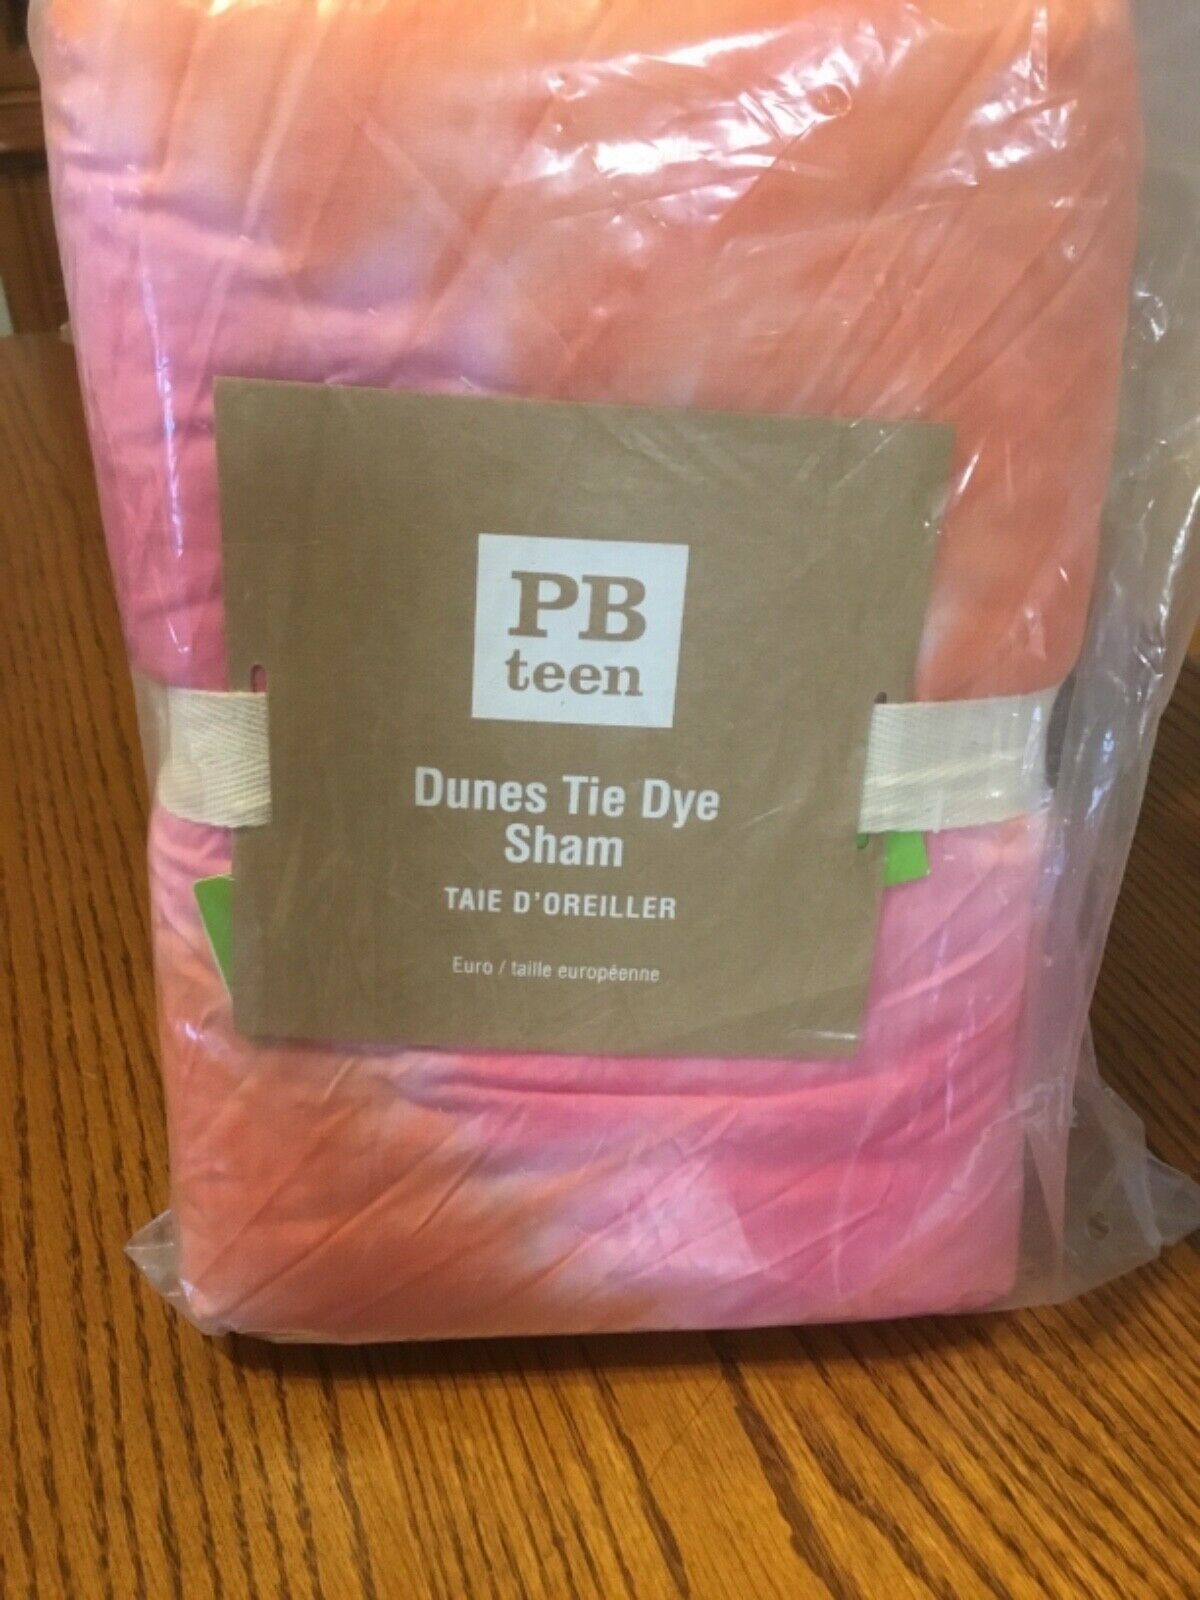 PB
teen
Dunes Tie Dye
Sham
TAIE D'OREILLER
Euro / taille européenne